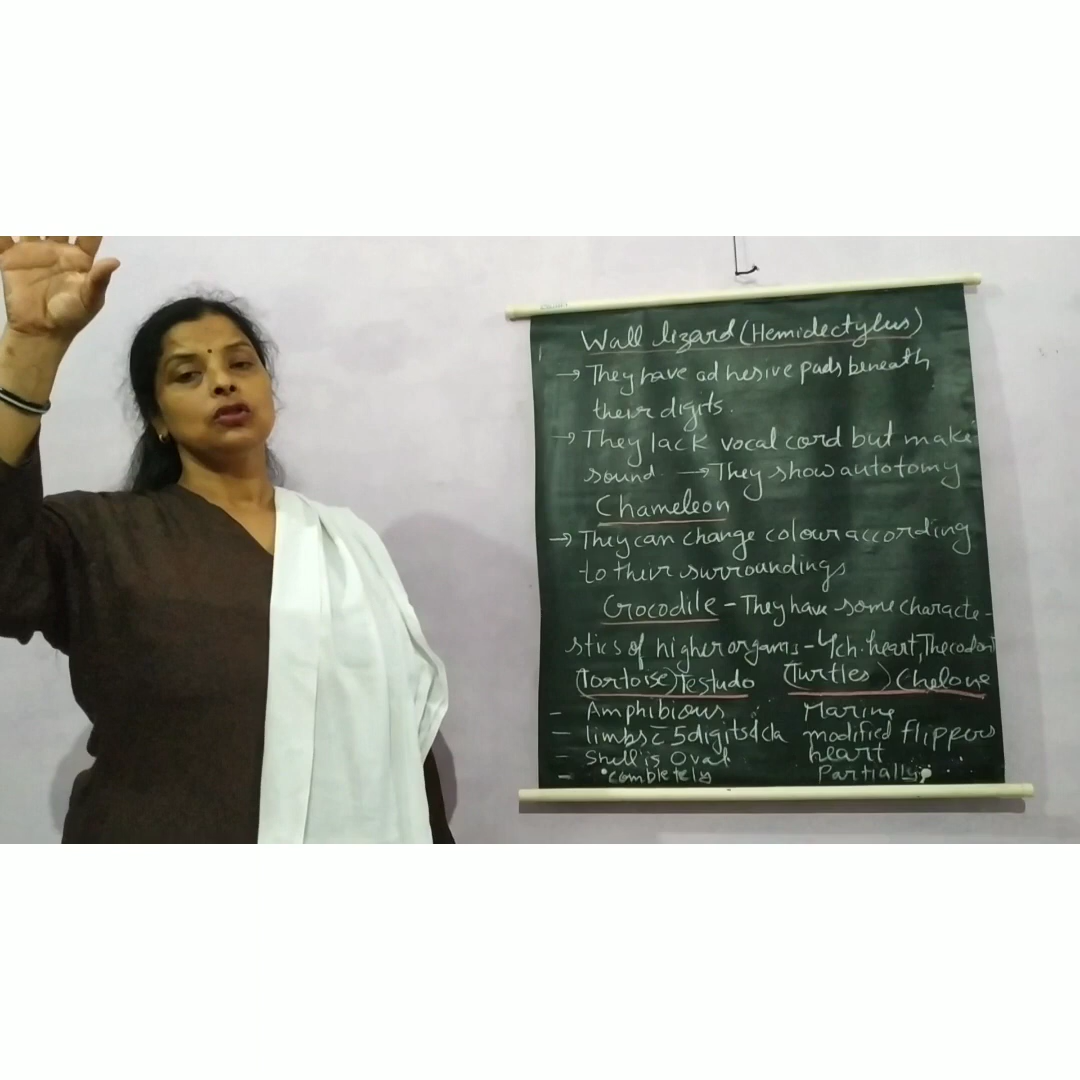 Wall lizard (Hemidectylus)
→ They have adhesive pads beneath
their digits.
→ They lack vocal cord but make
sound. → They show autotomy
Chameleon
→ They can change colour according
to their surroundings
Crocodile - They have some characte-
stics of higher organs - 4ch. heart, Thecodont
(Tortoise) Testudo (Turtles) Chelone
- Amphibious Marine
- limbs c̄ 5 digits & cla modified flippers
- Shell is Oval heart
- completely Partially